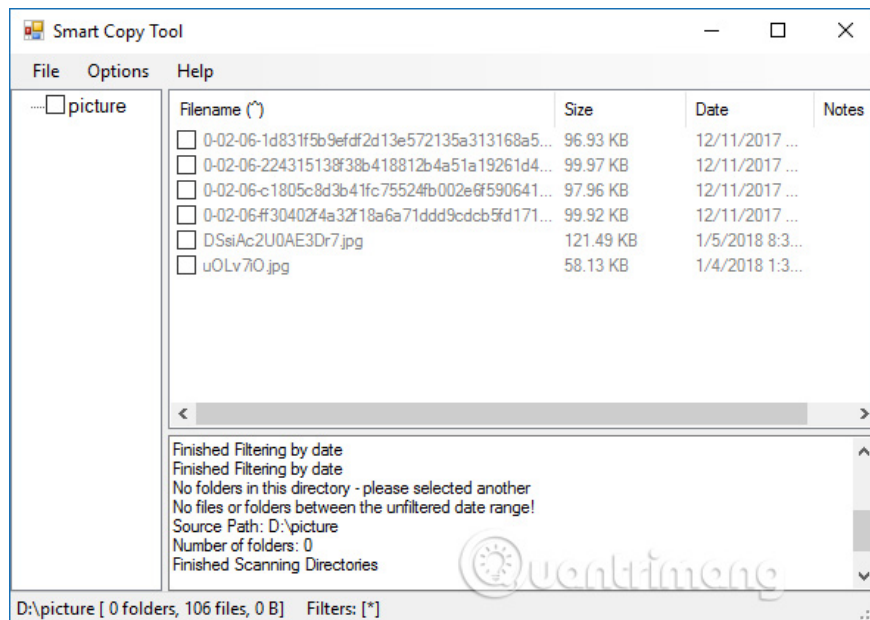 Smart Copy Tool
File Options Help
picture
Filename (^) Size Date Notes
0-02-06-1d831f5b9efdf2d13e572135a313168a5... 96.93 KB 12/11/2017 ...
0-02-06-224315138f38b418812b4a51a19261d4... 99.97 KB 12/11/2017 ...
0-02-06-c1805c8d3b41fc75524fb002e6f590641... 97.96 KB 12/11/2017 ...
0-02-06-ff30402f4a32f18a6a71ddd9cdcb5fd171... 99.92 KB 12/11/2017 ...
DSsiAc2U0AE3Dr7.jpg 121.49 KB 1/5/2018 8:3...
uOLv7iO.jpg 58.13 KB 1/4/2018 1:3...
Finished Filtering by date
Finished Filtering by date
No folders in this directory - please selected another
No files or folders between the unfiltered date range!
Source Path: D:\picture
Number of folders: 0
Finished Scanning Directories
Quantrimang
D:\picture [ 0 folders, 106 files, 0 B] Filters: [*]